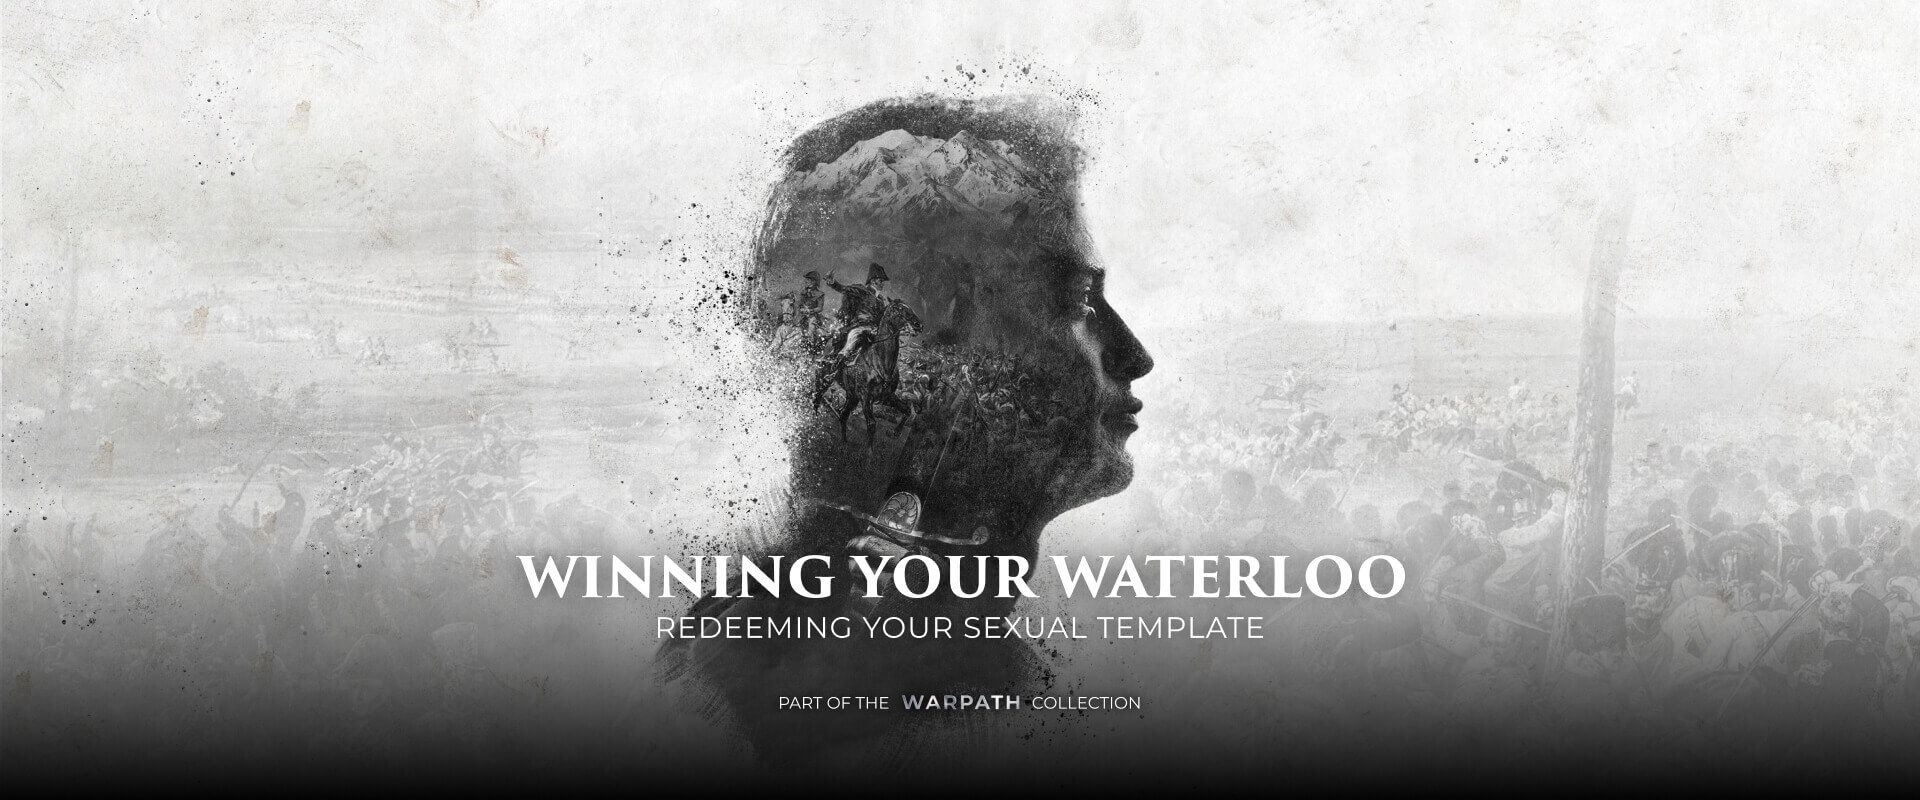 WINNING YOUR WATERLOO
REDEEMING YOUR SEXUAL TEMPLATE
PART OF THE WARPATH COLLECTION